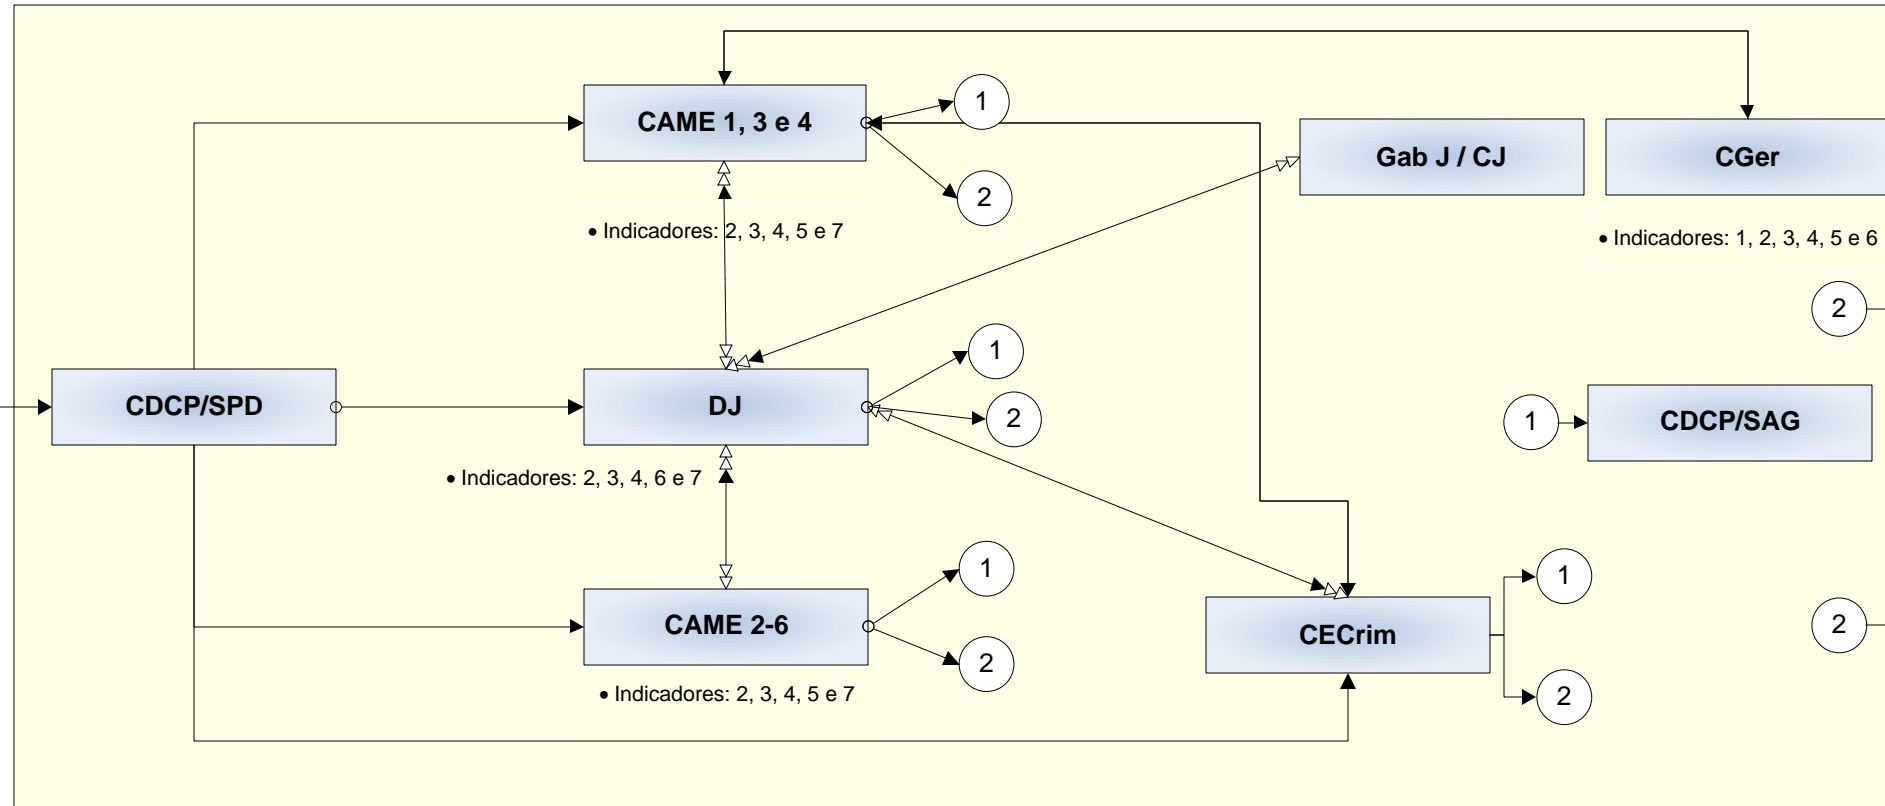 1
CAME 1, 3 e 4
Gab J / CJ
CGer
2
• Indicadores: 2, 3, 4, 5 e 7
• Indicadores: 1, 2, 3, 4, 5 e 6
2
1
CDCP/SPD
DJ
2
1
CDCP/SAG
• Indicadores: 2, 3, 4, 6 e 7
1
1
CAME 2-6
CECrim
2
2
2
• Indicadores: 2, 3, 4, 5 e 7